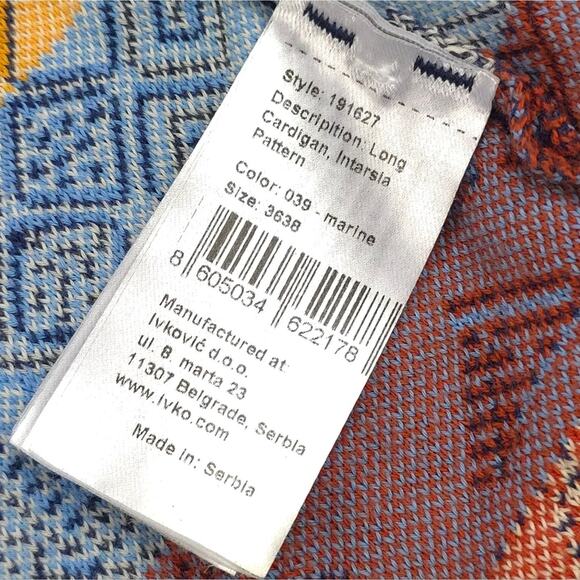 Style: 191627
Descripition: Long
Cardigan, Intarsia
Pattern
Color: 039 - marine
Size: 3638
8 605034 622178
Manufactured at:
Ivković d.o.o.
ul. 8. marta 23
11307 Belgrade, Serbia
www.ivko.com
Made in: Serbia